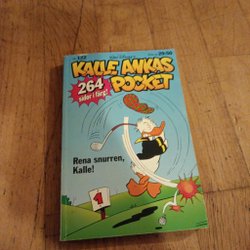 KALLE ANKAS
POCKET
264
sidor i färg!
Rena snurren,
Kalle!
1